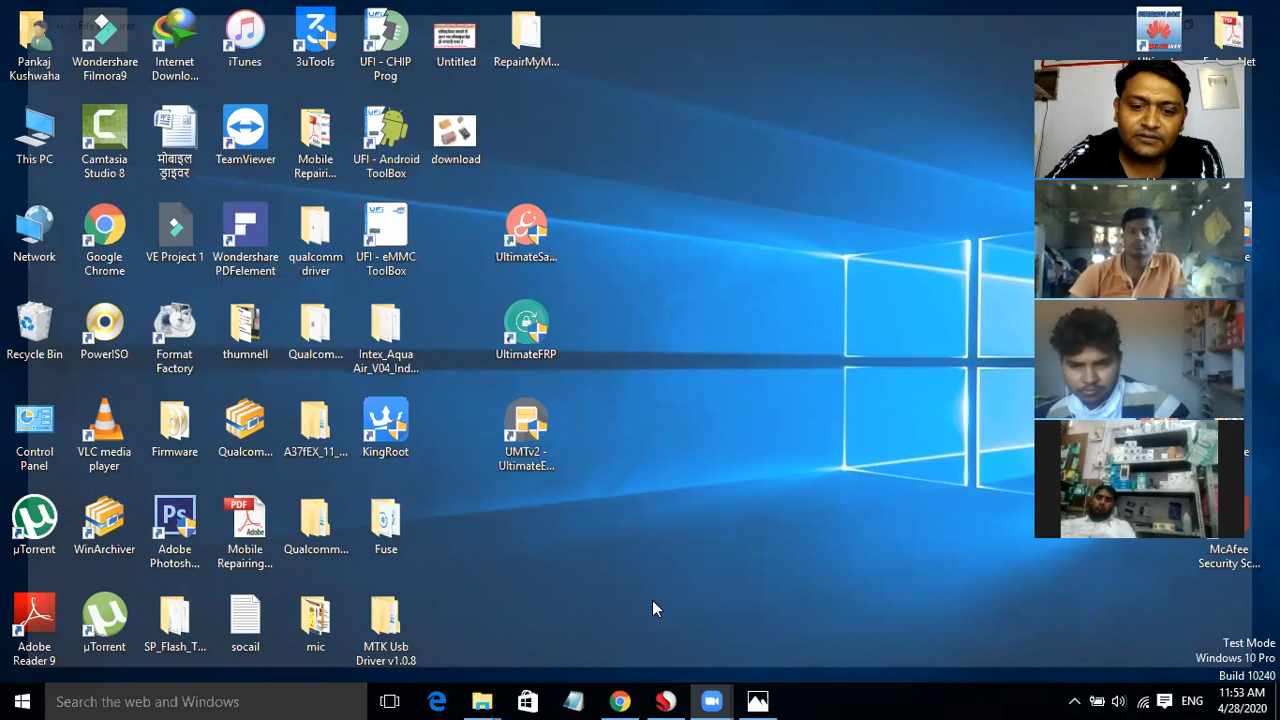 Pankaj
Kushwaha
Wondershare
Filmora9
Internet
Downlo...
iTunes
3uTools
UFI - CHIP
Prog
Untitled
RepairMyM...
This PC
Camtasia
Studio 8
मोबाइल
ड्राइवर
TeamViewer
Mobile
Repairi...
UFI - Android
ToolBox
download
Network
Google
Chrome
VE Project 1
Wondershare
PDFelement
qualcomm
driver
UFI - eMMC
ToolBox
UltimateSa...
Recycle Bin
PowerISO
Format
Factory
thumnell
Qualcom...
Intex_Aqua
Air_V04_Ind...
UltimateFRP
Control
Panel
VLC media
player
Firmware
Qualcom...
A37fEX_11_...
KingRoot
UMTv2 -
UltimateE...
µTorrent
WinArchiver
Adobe
Photosh...
Mobile
Repairing...
Qualcomm...
Fuse
McAfee
Security Sc...
Adobe
Reader 9
µTorrent
SP_Flash_T...
socail
mic
MTK Usb
Driver v1.0.8
Test Mode
Windows 10 Pro
Build 10240
Search the web and Windows
ENG
11:53 AM
4/28/2020